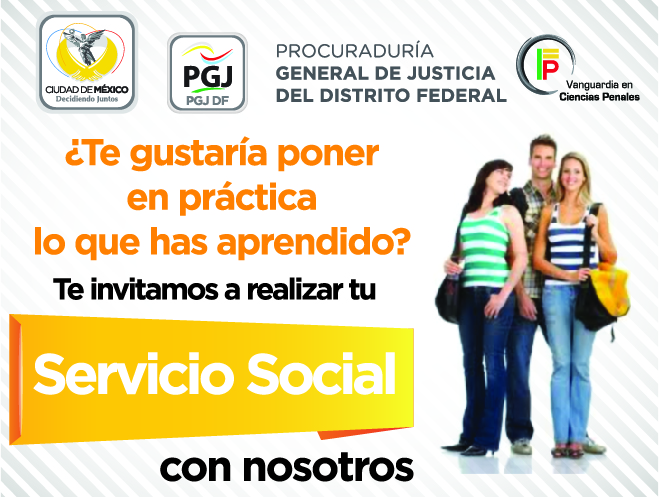 CIUDAD DE MÉXICO
Decidiendo Juntos
PGJ
PGJ DF
PROCURADURÍA
GENERAL DE JUSTICIA
DEL DISTRITO FEDERAL
Vanguardia en
Ciencias Penales
¿Te gustaría poner
en práctica
lo que has aprendido?
Te invitamos a realizar tu
Servicio Social
con nosotros